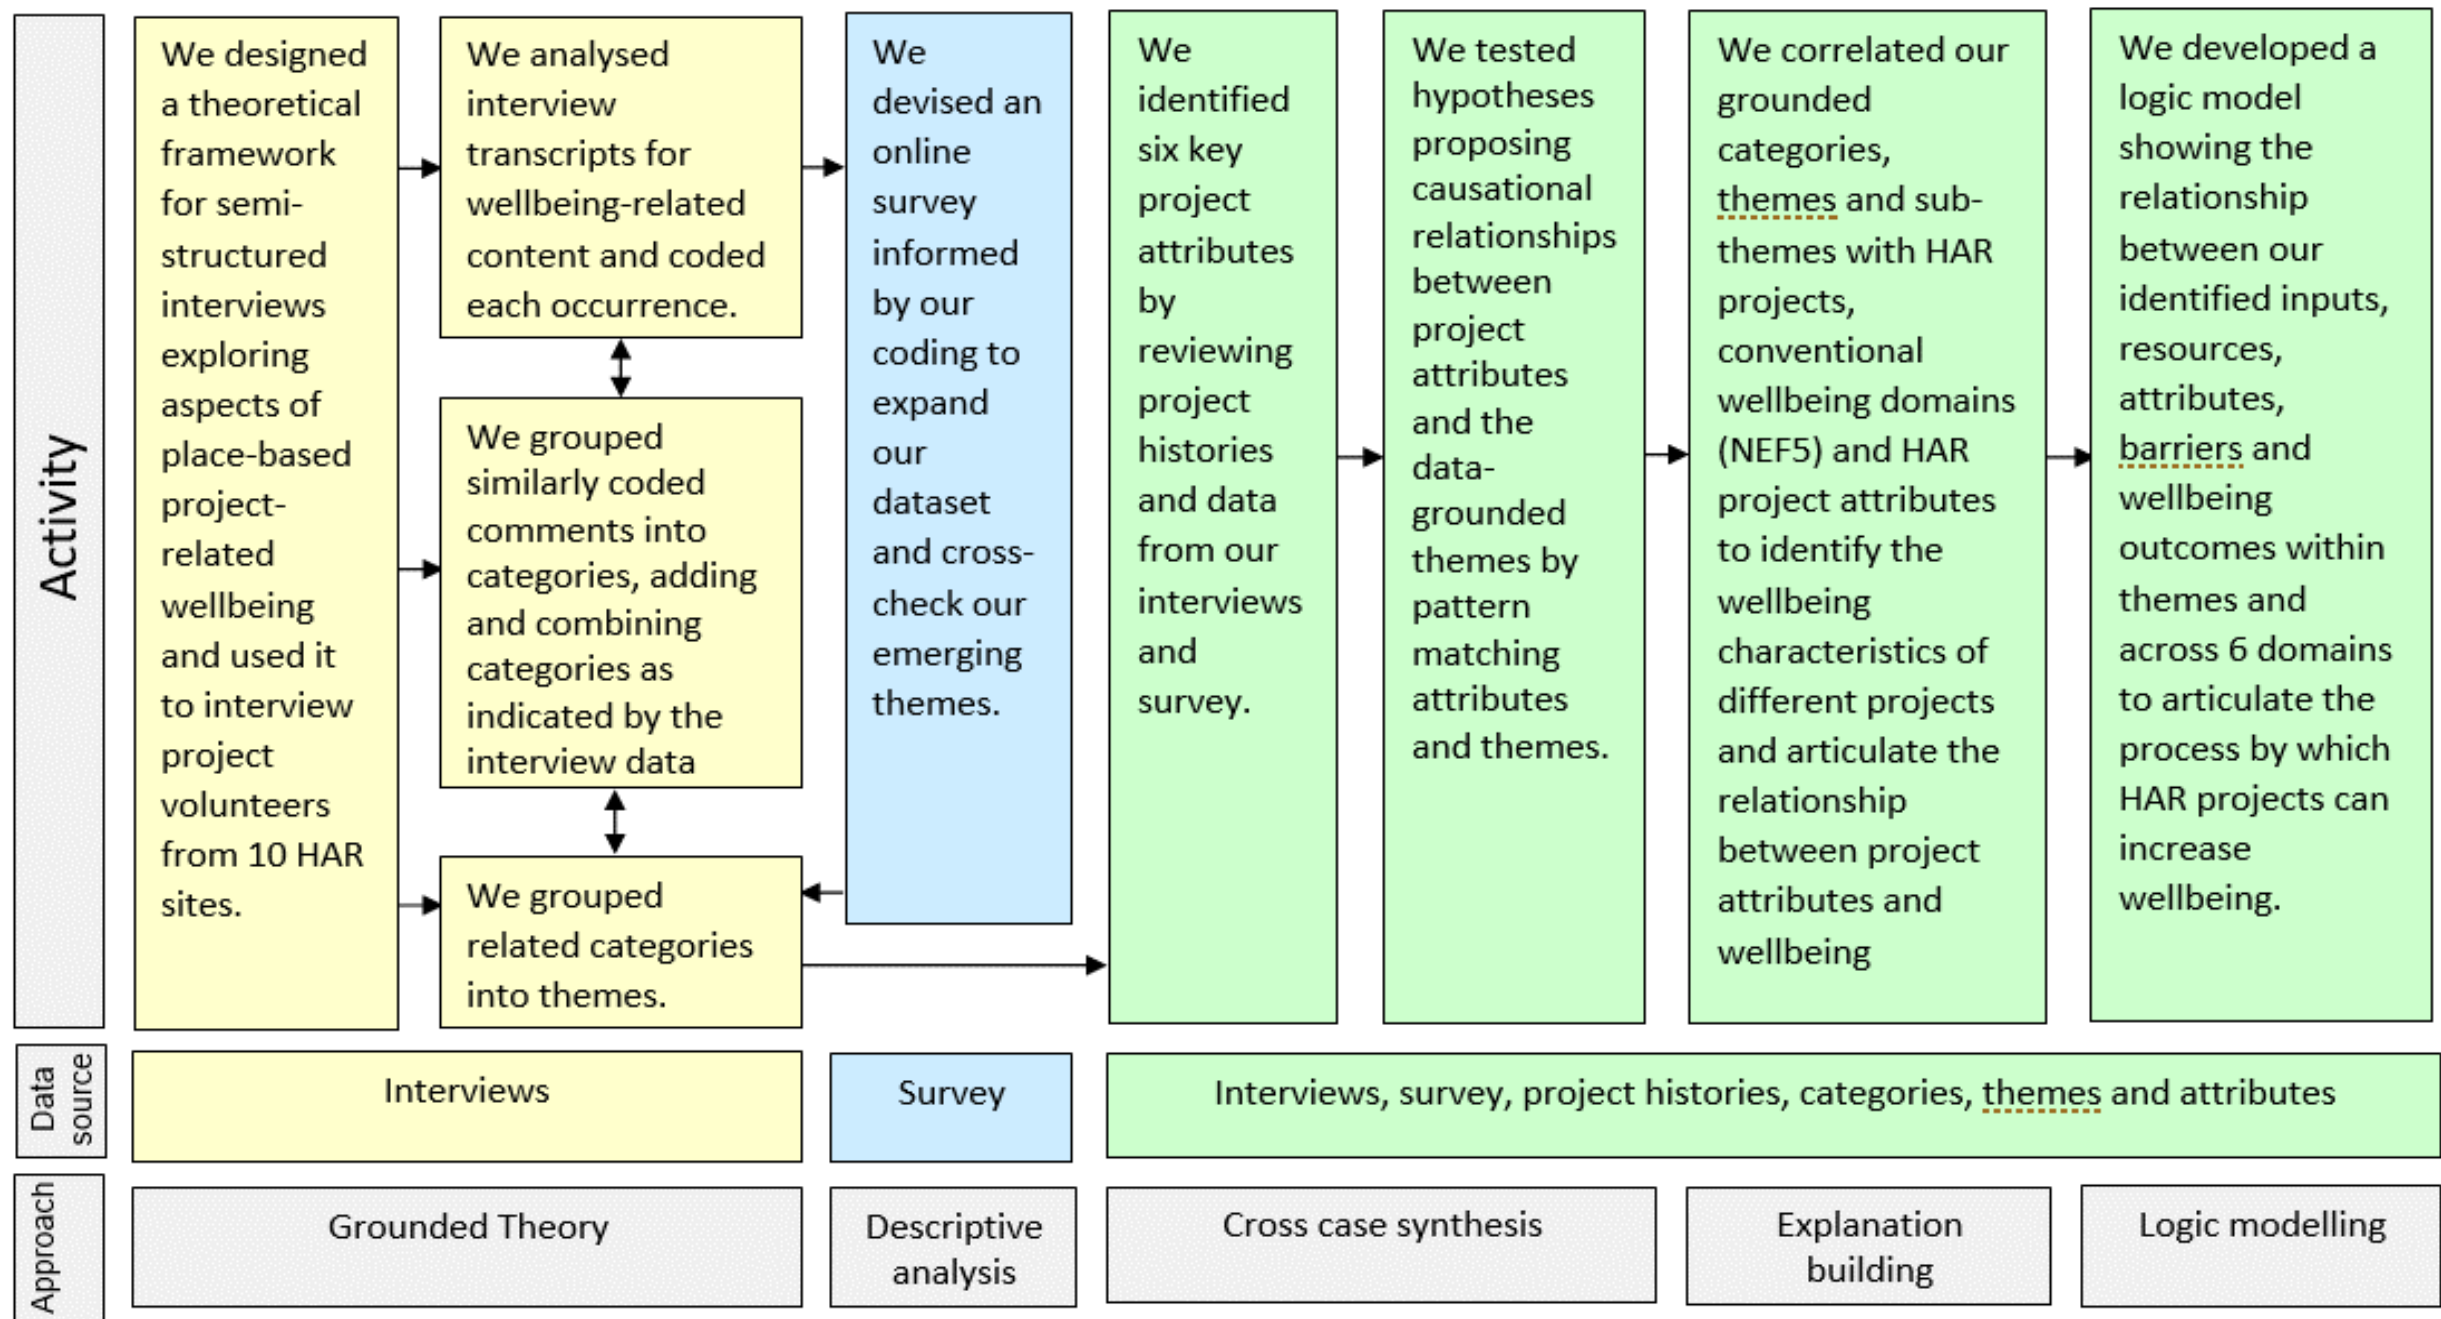 Activity
We designed
a theoretical
framework
for semi-
structured
interviews
exploring
aspects of
place-based
project-
related
wellbeing
and used it
to interview
project
volunteers
from 10 HAR
sites.
We analysed
interview
transcripts for
wellbeing-related
content and coded
each occurrence.
We grouped
similarly coded
comments into
categories, adding
and combining
categories as
indicated by the
interview data
We grouped
related categories
into themes.
We
devised an
online
survey
informed
by our
coding to
expand
our
dataset
and cross-
check our
emerging
themes.
We
identified
six key
project
attributes
by
reviewing
project
histories
and data
from our
interviews
and
survey.
We tested
hypotheses
proposing
causational
relationships
between
project
attributes
and the
data-
grounded
themes by
pattern
matching
attributes
and themes.
We correlated our
grounded
categories,
themes and sub-
themes with HAR
projects,
conventional
wellbeing domains
(NEF5) and HAR
project attributes
to identify the
wellbeing
characteristics of
different projects
and articulate the
relationship
between project
attributes and
wellbeing
We developed a
logic model
showing the
relationship
between our
identified inputs,
resources,
attributes,
barriers and
wellbeing
outcomes within
themes and
across 6 domains
to articulate the
process by which
HAR projects can
increase
wellbeing.
Data
source
Interviews
Survey
Interviews, survey, project histories, categories, themes and attributes
Approach
Grounded Theory
Descriptive
analysis
Cross case synthesis
Explanation
building
Logic modelling